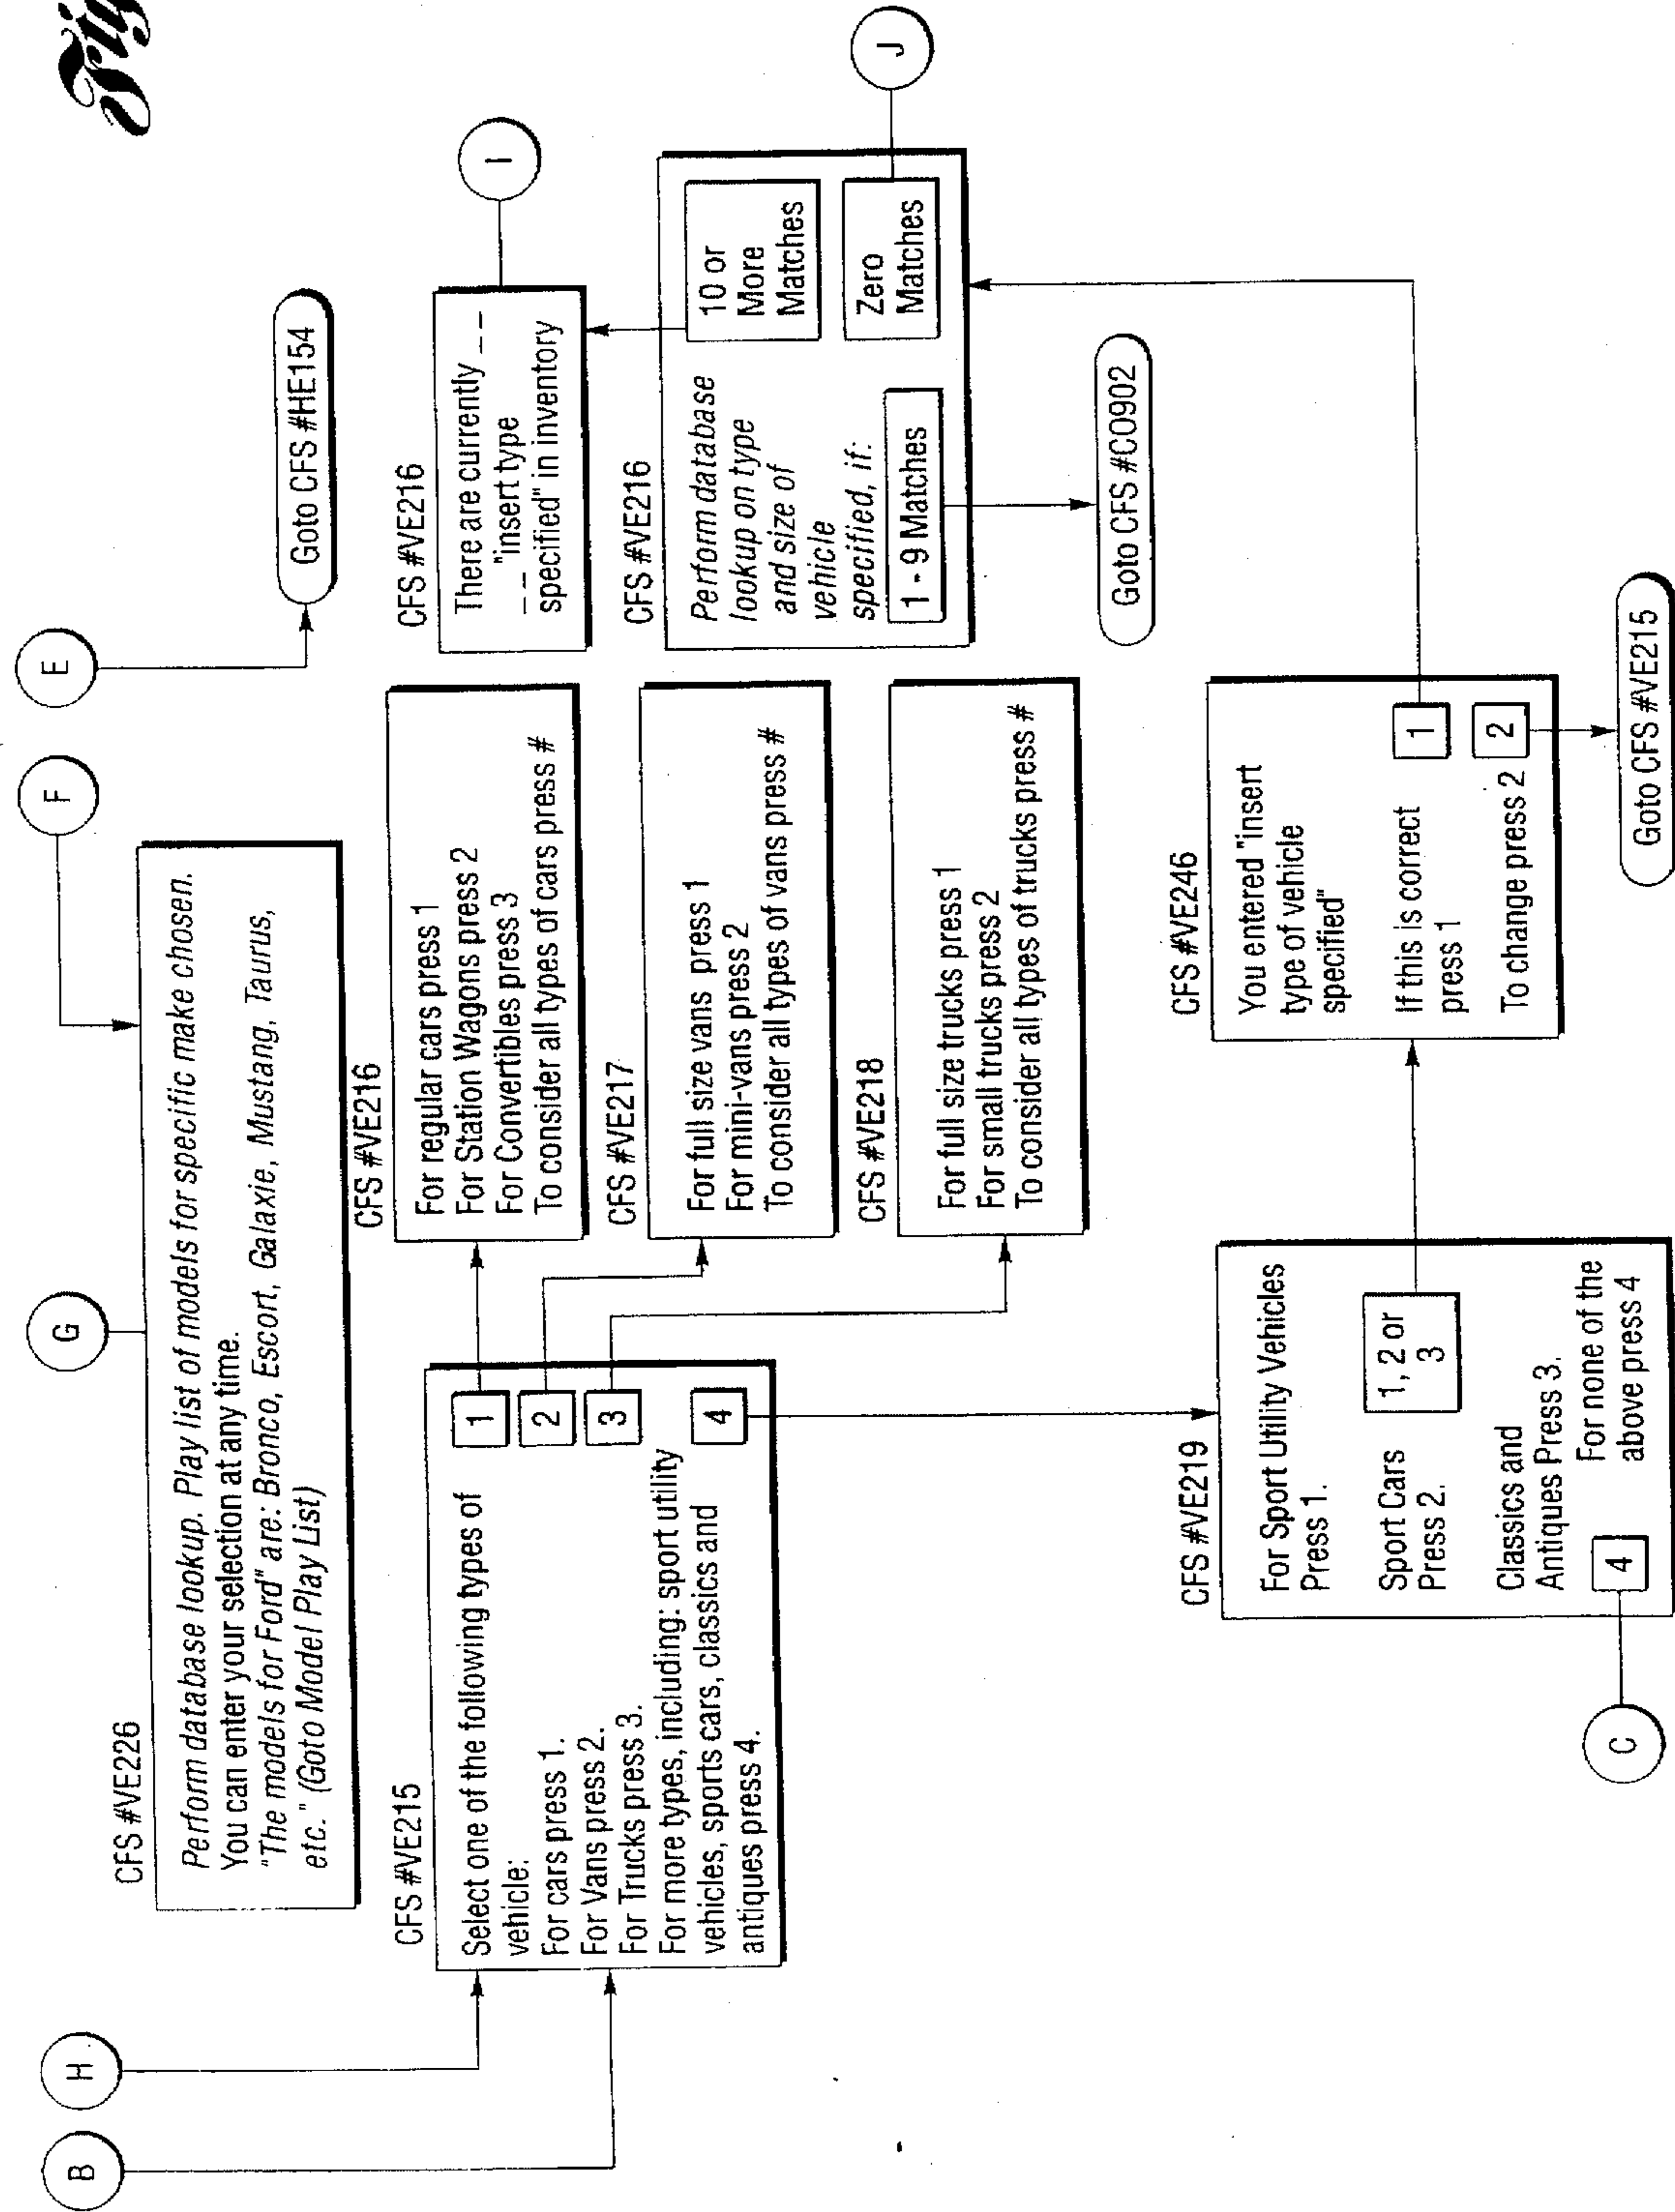 Fig
B
H
G
F
E
CFS #VE226
Perform database lookup. Play list of models for specific make chosen.
You can enter your selection at any time.
"The models for Ford" are: Bronco, Escort, Galaxie, Mustang, Taurus,
etc." (Goto Model Play List)
Goto CFS #HE154
CFS #VE215
Select one of the following types of
vehicle:
For cars press 1.
For Vans press 2.
For Trucks press 3.
For more types, including: sport utility
vehicles, sports cars, classics and
antiques press 4.
1
2
3
4
CFS #VE216
For regular cars press 1
For Station Wagons press 2
For Convertibles press 3
To consider all types of cars press #
CFS #VE217
For full size vans press 1
For mini-vans press 2
To consider all types of vans press #
CFS #VE218
For full size trucks press 1
For small trucks press 2
To consider all types of trucks press #
CFS #VE216
There are currently _ _
_ _ "insert type
specified" in inventory
I
CFS #VE216
Perform database
lookup on type
and size of
vehicle
specified, if:
10 or
More
Matches
Zero
Matches
1 - 9 Matches
J
Goto CFS #CO902
CFS #VE219
For Sport Utility Vehicles
Press 1.
Sport Cars
Press 2.
1, 2 or
3
Classics and
Antiques Press 3.
4
For none of the
above press 4
C
CFS #VE246
You entered "insert
type of vehicle
specified"
If this is correct
press 1
1
To change press 2
2
Goto CFS #VE215